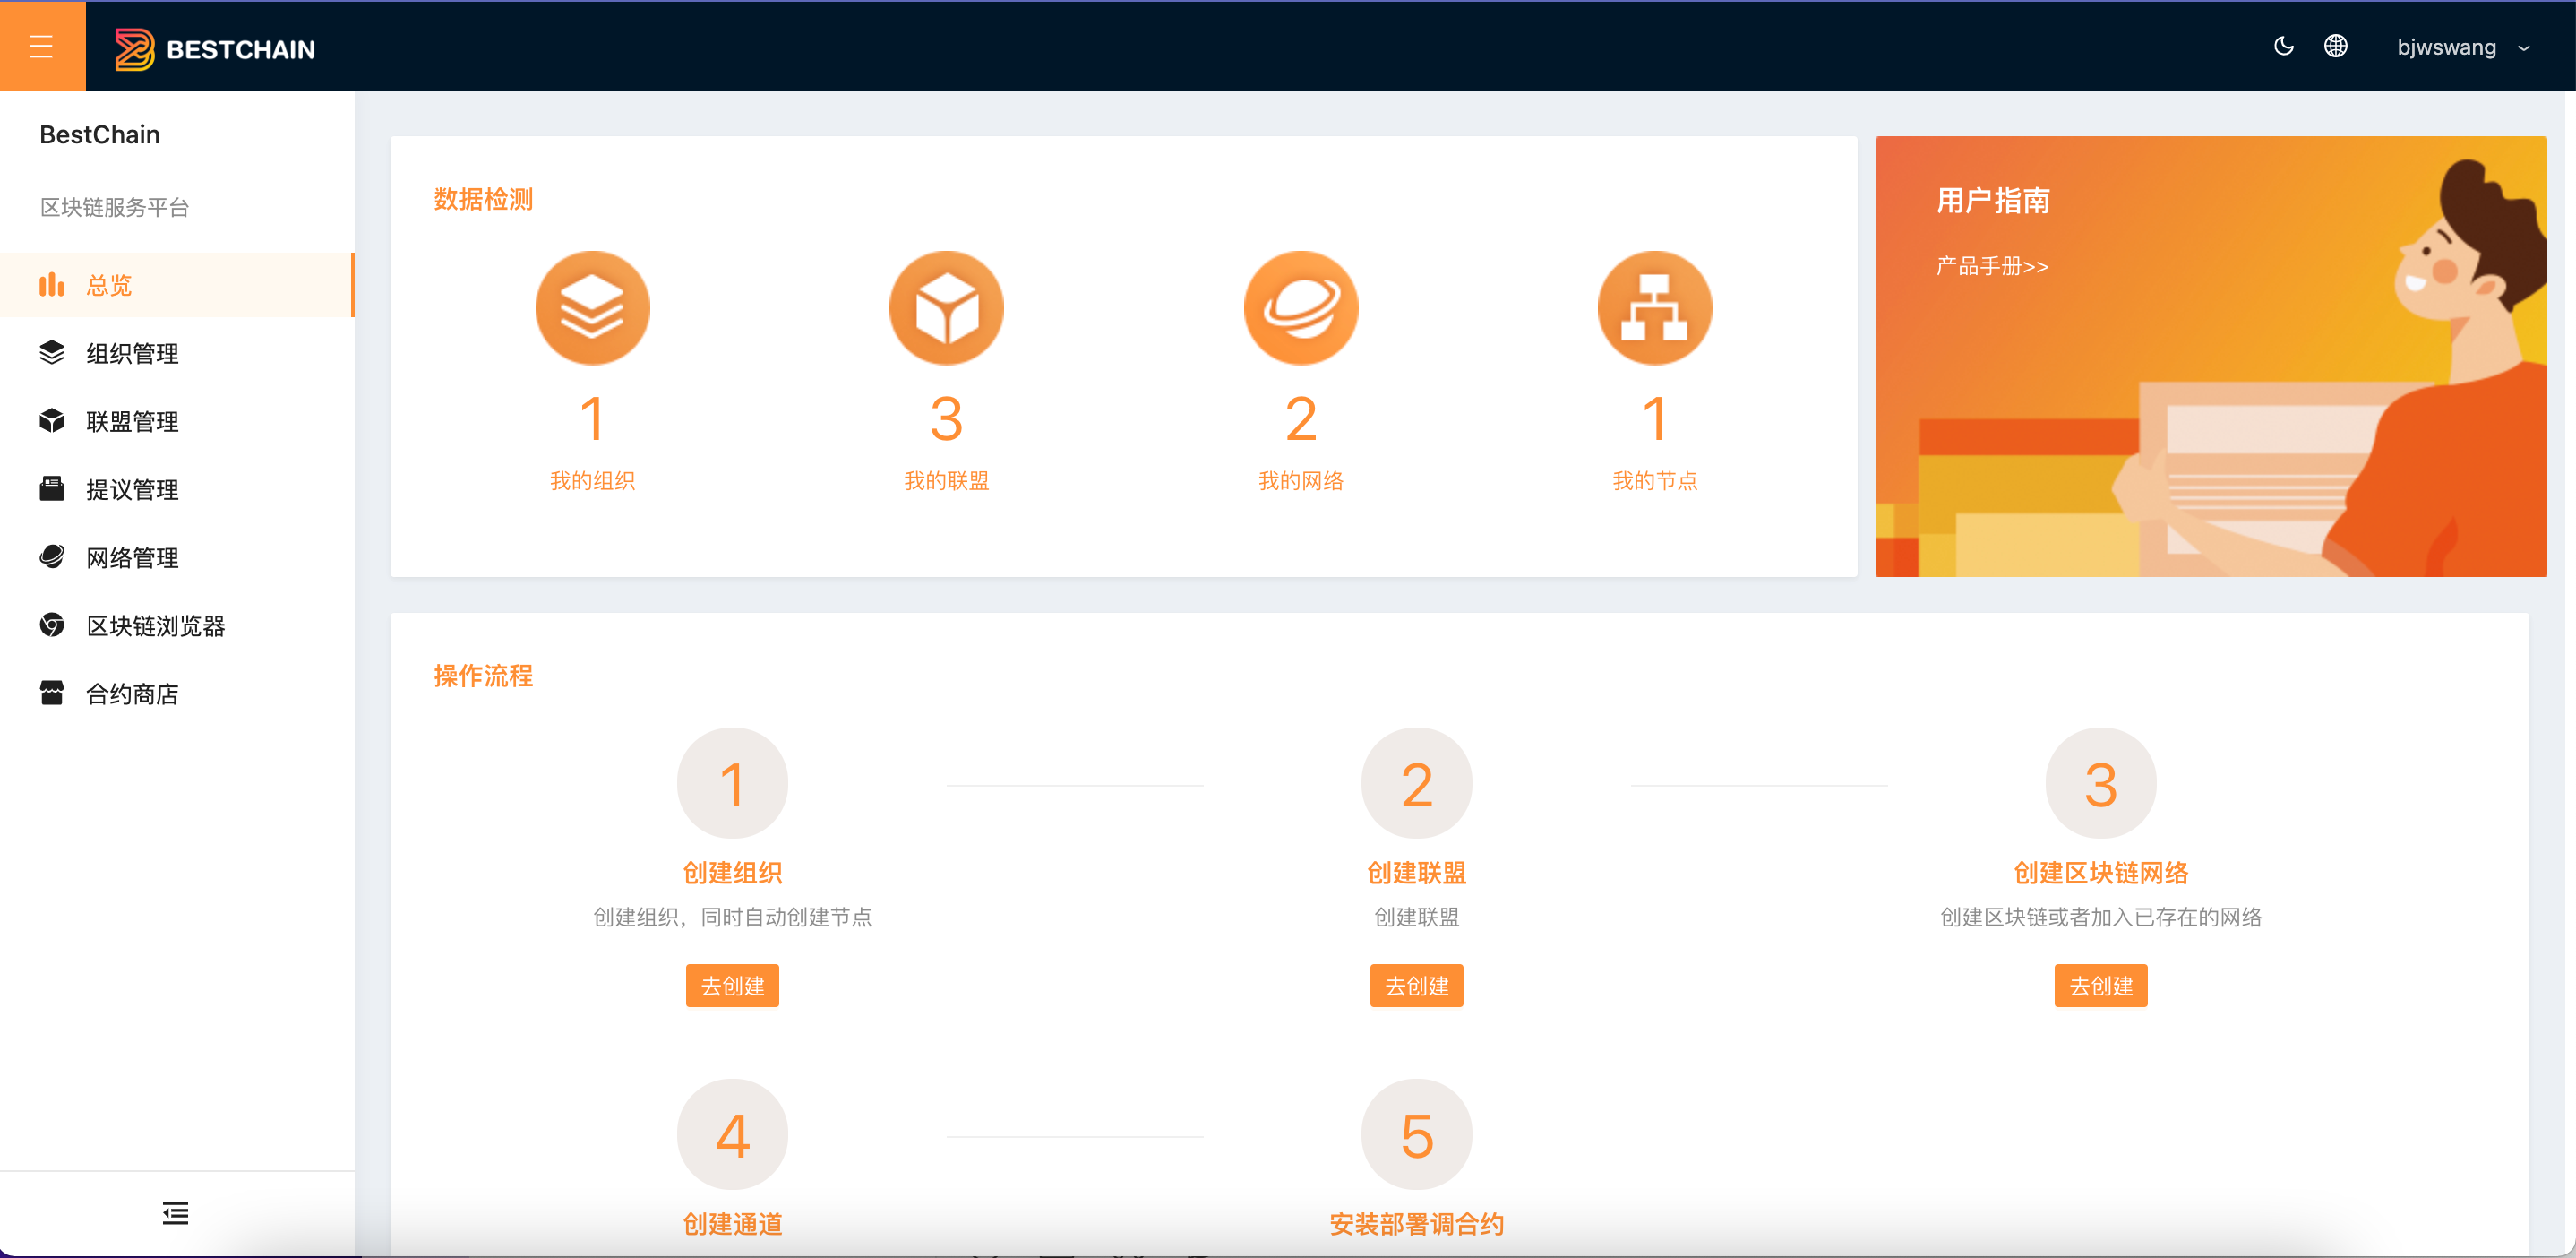 BESTCHAIN
bjwswang
BestChain
区块链服务平台
总览
组织管理
联盟管理
提议管理
网络管理
区块链浏览器
合约商店
数据检测
1
3
2
1
我的组织
我的联盟
我的网络
我的节点
用户指南
产品手册>>
操作流程
1
2
3
创建组织
创建联盟
创建区块链网络
创建组织，同时自动创建节点
创建联盟
创建区块链或者加入已存在的网络
去创建
去创建
去创建
4
5
创建通道
安装部署调合约